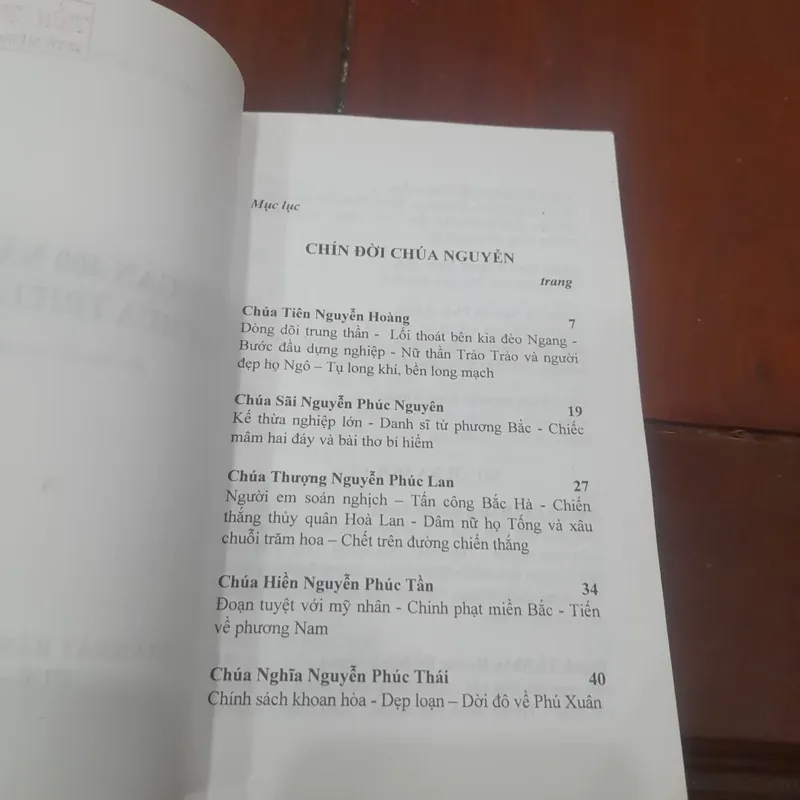 Mục lục
CHÍN ĐỜI CHÚA NGUYỄN
trang
Chúa Tiên Nguyễn Hoàng 7
Dòng dõi trung thần - Lối thoát bên kia đèo Ngang -
Bước đầu dựng nghiệp - Nữ thần Trảo Trảo và người
đẹp họ Ngô – Tụ long khí, bền long mạch
Chúa Sãi Nguyễn Phúc Nguyên 19
Kế thừa nghiệp lớn - Danh sĩ từ phương Bắc - Chiếc
mâm hai đáy và bài thơ bí hiểm
Chúa Thượng Nguyễn Phúc Lan 27
Người em soán nghịch – Tấn công Bắc Hà - Chiến
thắng thủy quân Hoà Lan - Dâm nữ họ Tống và xâu
chuỗi trăm hoa – Chết trên đường chiến thắng
Chúa Hiền Nguyễn Phúc Tần 34
Đoạn tuyệt với mỹ nhân - Chinh phạt miền Bắc - Tiến
về phương Nam
Chúa Nghĩa Nguyễn Phúc Thái 40
Chính sách khoan hòa - Dẹp loạn – Dời đô về Phú Xuân